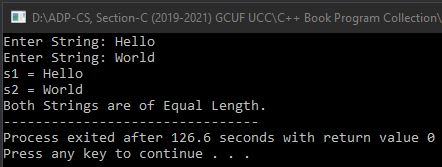 D:\ADP-CS, Section-C (2019-2021) GCUF UCC\C++ Book Program Collection\
Enter String: Hello
Enter String: World
s1 = Hello
s2 = World
Both Strings are of Equal Length.
--------------------------------
Process exited after 126.6 seconds with return value 0
Press any key to continue . . .